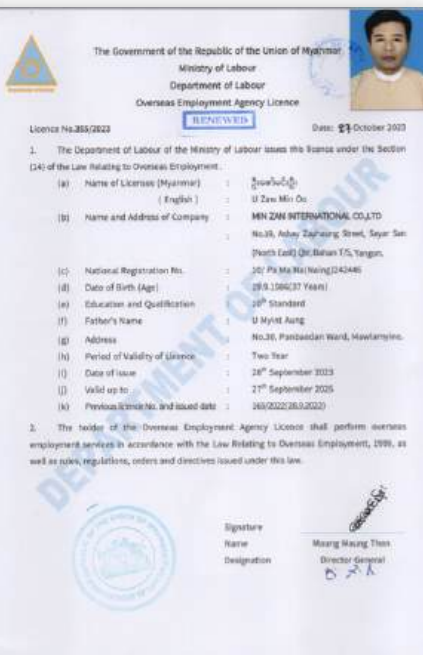 The Government of the Republic of the Union of Myanmar
Ministry of Labour
Department of Labour
Overseas Employment Agency Licence
RENEWED
Licence No.355/2023 Date: 27 October 2023
1. The Department of Labour of the Ministry of Labour issues this licence under the Section
(14) of the Law Relating to Overseas Employment.
(a) Name of Licensee (Myanmar) : ဦးဇော်မင်းဦး
( English ) : U Zaw Min Oo
(b) Name and Address of Company : MIN ZAN INTERNATIONAL CO.,LTD
: No.39, Street, Sayar San
(North East) Qtr, Bahan T/S, Yangon.
(c) National Registration No. : 10/ Pa Ma Na(Naing)242446
(d) Date of Birth (Age) : 29.9.1986(37 Years)
(e) Education and Qualification : 10th Standard
(f) Father's Name : U Myint Aung
(g) Address : No.30, Panbaedan Ward, Mawlamyine.
(h) Period of Validity of Licence : Two Year
(i) Date of Issue : 28th September 2023
(j) Valid up to : 27th September 2025
(k) Previous licence No. and issued date :
2. The holder of the Overseas Employment Agency Licence shall perform overseas
employment services in accordance with the Law Relating to Overseas Employment, 1999, as
well as rules, regulations, orders and directives issued under this law.
DEPARTMENT OF LABOUR
Signature
Name Maung Maung Than
Designation Director General